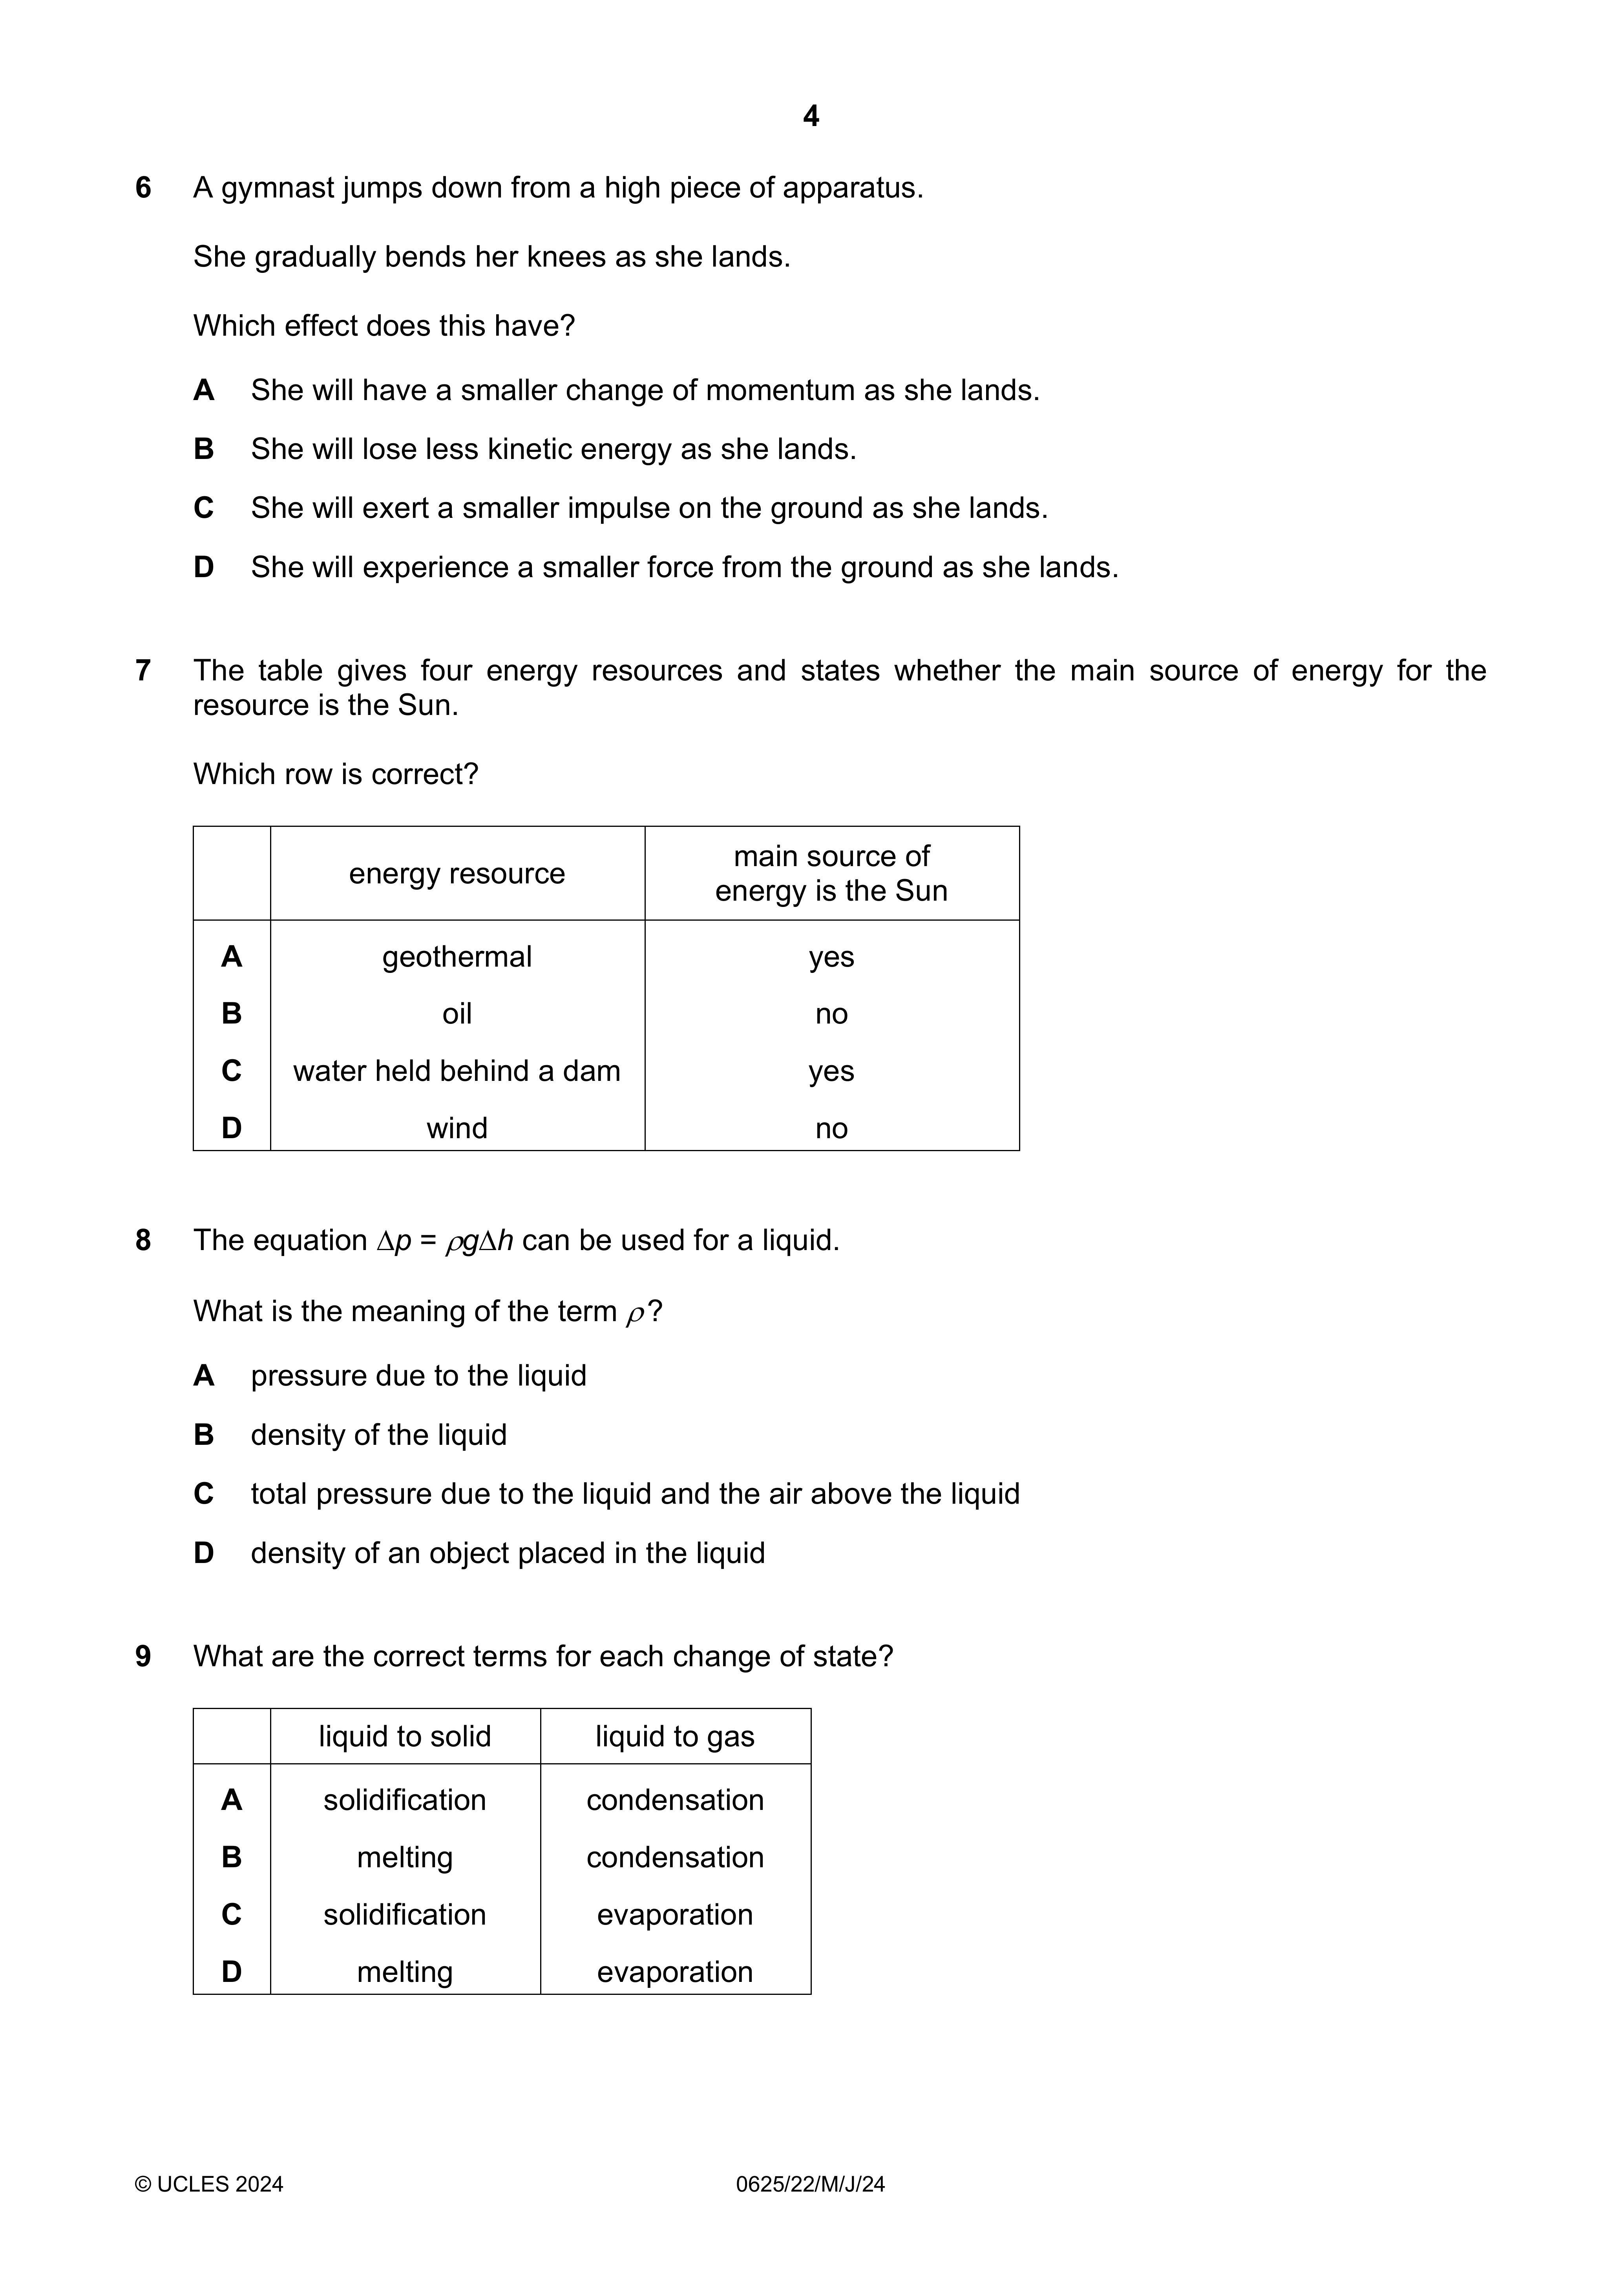 4
6 A gymnast jumps down from a high piece of apparatus.
She gradually bends her knees as she lands.
Which effect does this have?
A She will have a smaller change of momentum as she lands.
B She will lose less kinetic energy as she lands.
C She will exert a smaller impulse on the ground as she lands.
D She will experience a smaller force from the ground as she lands.
7 The table gives four energy resources and states whether the main source of energy for the
resource is the Sun.
Which row is correct?
energy resource main source of
energy is the Sun
A geothermal yes
B oil no
C water held behind a dam yes
D wind no
8 The equation Δp = ρgΔh can be used for a liquid.
What is the meaning of the term ρ?
A pressure due to the liquid
B density of the liquid
C total pressure due to the liquid and the air above the liquid
D density of an object placed in the liquid
9 What are the correct terms for each change of state?
liquid to solid liquid to gas
A solidification condensation
B melting condensation
C solidification evaporation
D melting evaporation
© UCLES 2024 0625/22/M/J/24